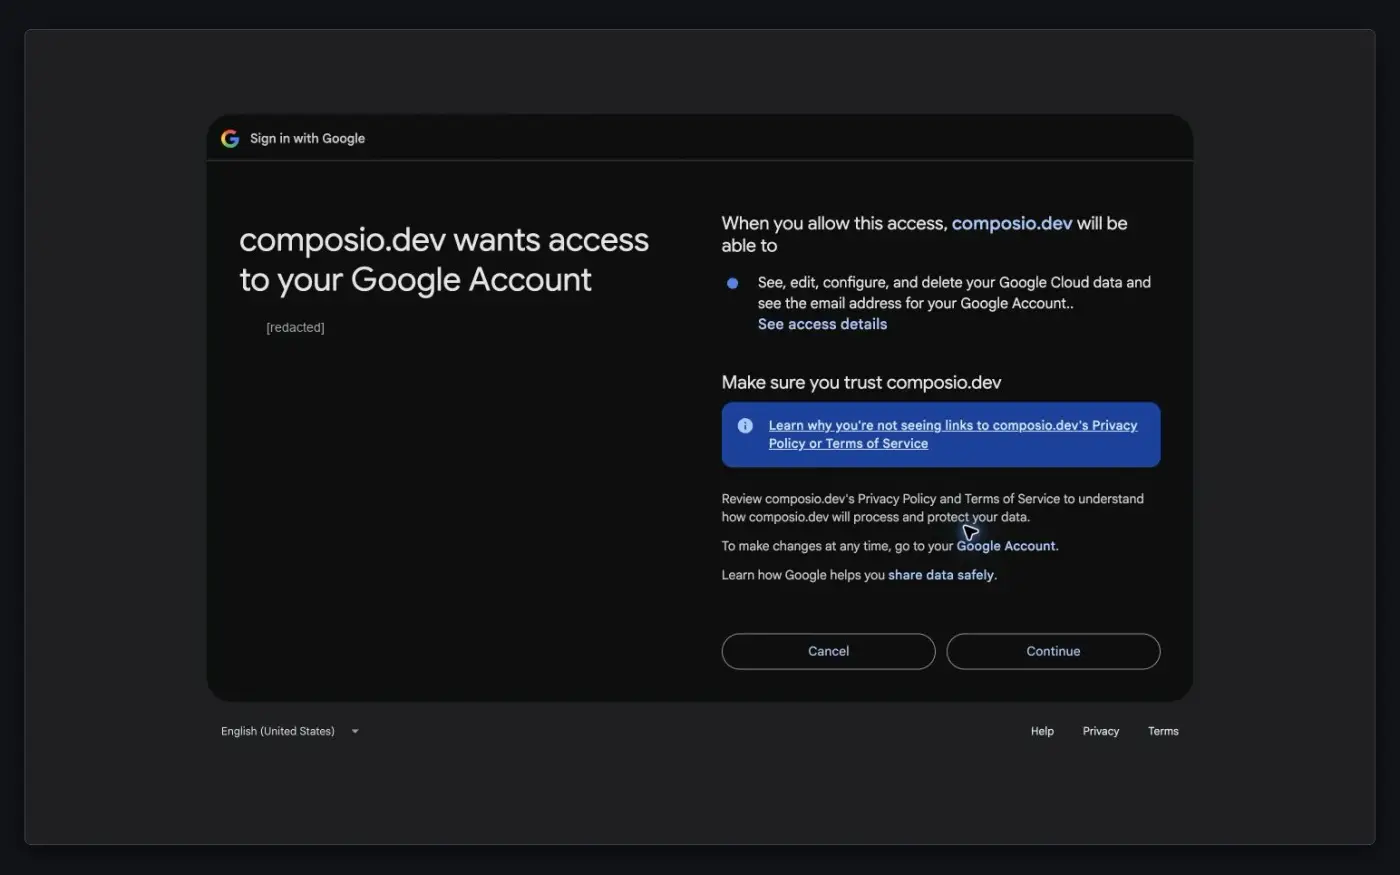 Sign in with Google
composio.dev wants access
to your Google Account
[redacted]
When you allow this access, composio.dev will be
able to
See, edit, configure, and delete your Google Cloud data and
see the email address for your Google Account..
See access details
Make sure you trust composio.dev
Learn why you're not seeing links to composio.dev's Privacy
Policy or Terms of Service
Review composio.dev's Privacy Policy and Terms of Service to understand
how composio.dev will process and protect your data.
To make changes at any time, go to your Google Account.
Learn how Google helps you share data safely.
Cancel
Continue
English (United States)
Help
Privacy
Terms